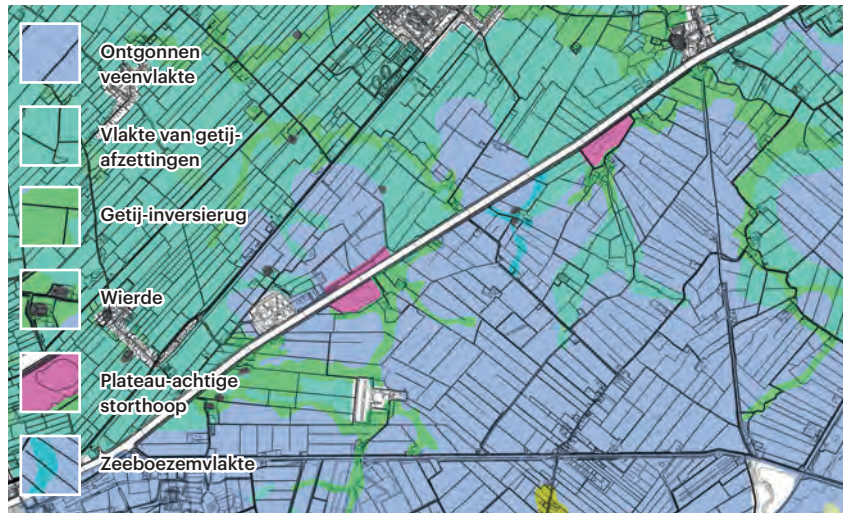 Ontgonnen
veenvlakte
Vlakte van getij-
afzettingen
Getij-inversierug
Wierde
Plateau-achtige
storthoop
Zeeboezemvlakte